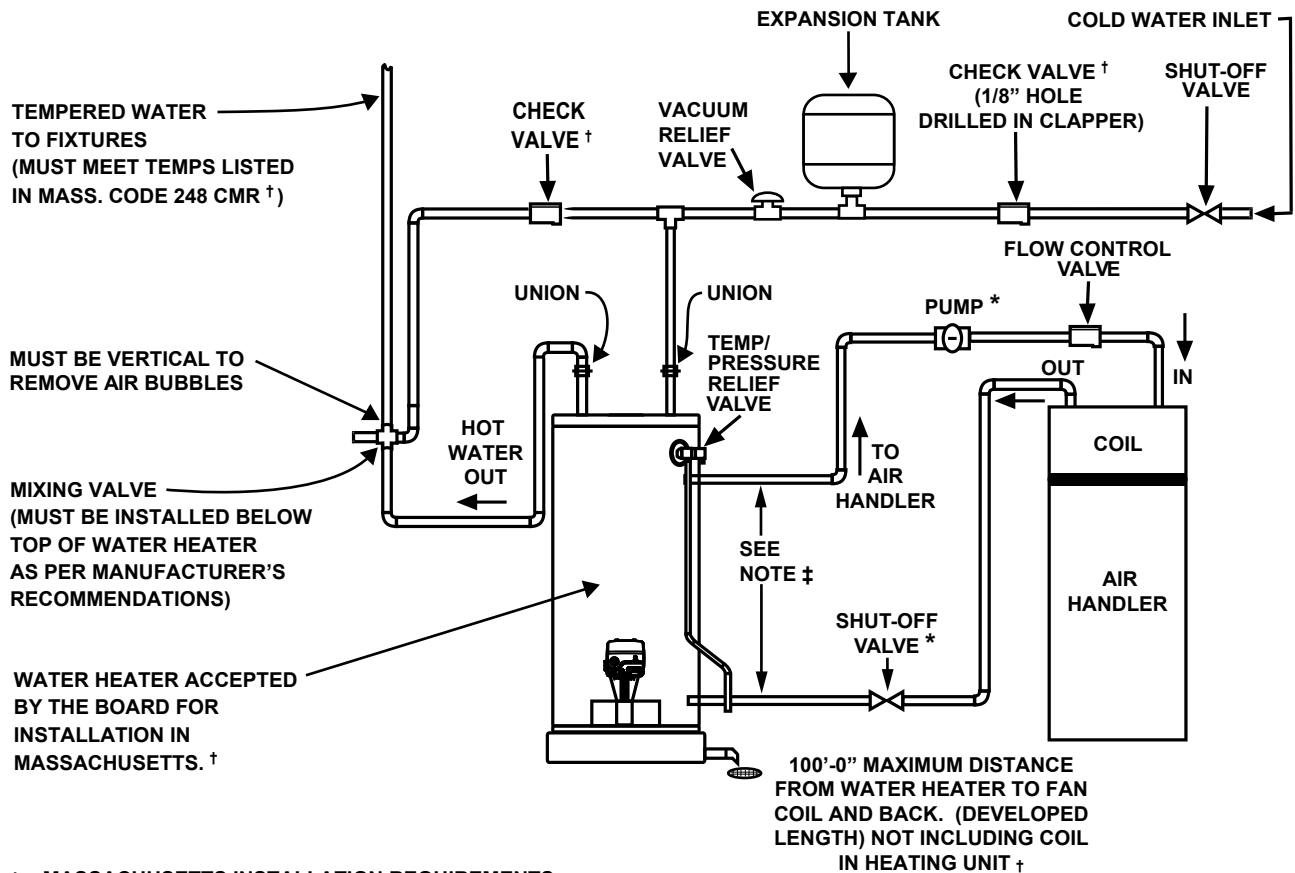 EXPANSION TANK
COLD WATER INLET
TEMPERED WATER
TO FIXTURES
(MUST MEET TEMPS LISTED
IN MASS. CODE 248 CMR †)
CHECK
VALVE †
VACUUM
RELIEF
VALVE
CHECK VALVE †
(1/8” HOLE
DRILLED IN CLAPPER)
SHUT-OFF
VALVE
FLOW CONTROL
VALVE
UNION
UNION
PUMP *
TEMP/
PRESSURE
RELIEF
VALVE
OUT
IN
MUST BE VERTICAL TO
REMOVE AIR BUBBLES
HOT
WATER
OUT
TO
AIR
HANDLER
COIL
MIXING VALVE
(MUST BE INSTALLED BELOW
TOP OF WATER HEATER
AS PER MANUFACTURER’S
RECOMMENDATIONS)
SEE
NOTE ‡
AIR
HANDLER
SHUT-OFF
VALVE *
WATER HEATER ACCEPTED
BY THE BOARD FOR
INSTALLATION IN
MASSACHUSETTS. †
100’-0” MAXIMUM DISTANCE
FROM WATER HEATER TO FAN
COIL AND BACK. (DEVELOPED
LENGTH) NOT INCLUDING COIL
IN HEATING UNIT †
MASSACHUSETTS INSTALLATION REQUIREMENTS